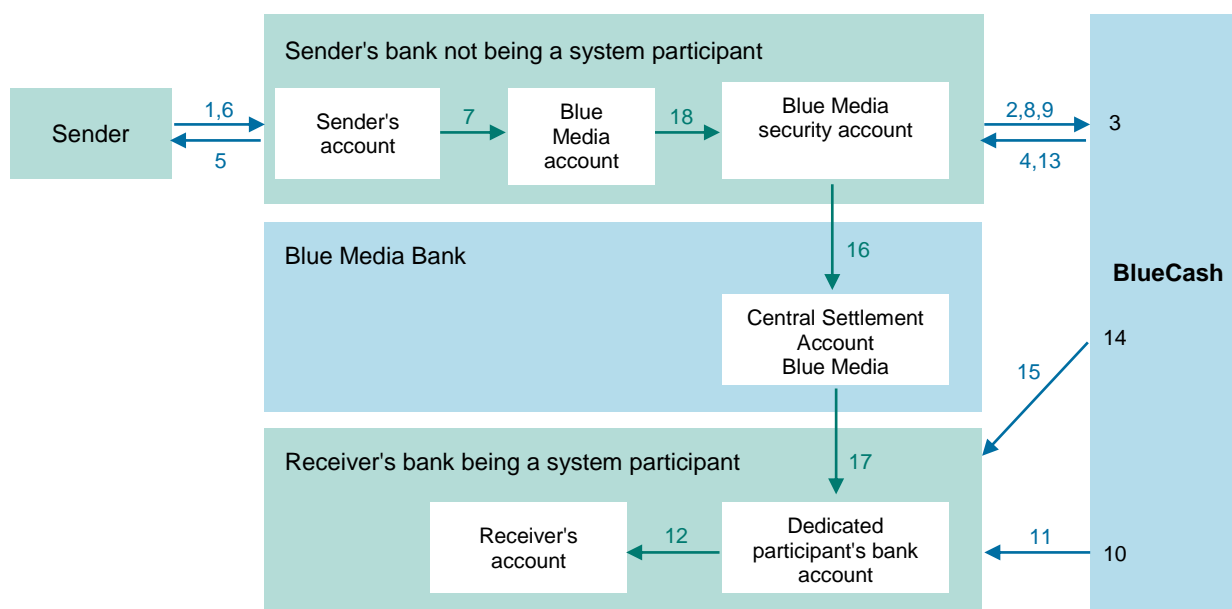 Sender's bank not being a system participant
Sender
1,6
5
Sender's
account
7
Blue
Media
account
18
Blue Media
security account
2,8,9
4,13
3
Blue Media Bank
16
BlueCash
Central Settlement
Account
Blue Media
14
15
Receiver's bank being a system participant
17
Receiver's
account
12
Dedicated
participant's bank
account
11
10